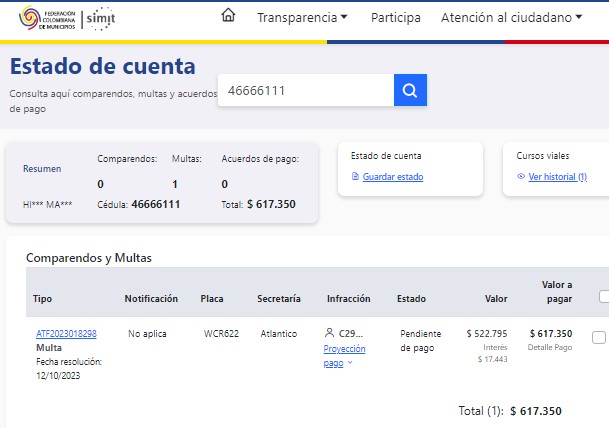 FEDERACIÓN
COLOMBIANA
DE MUNICIPIOS
simit
Transparencia
Participa
Atención al ciudadano
Estado de cuenta
Consulta aquí comparendos, multas y acuerdos
de pago
46666111
Resumen
Comparendos: Multas: Acuerdos de pago:
0 1 0
HI*** MA*** Cédula: 46666111 Total: $ 617.350
Estado de cuenta
Guardar estado
Cursos viales
Ver historial (1)
Comparendos y Multas
Tipo Notificación Placa Secretaría Infracción Estado Valor Valor a
pagar
ATF2023018298 No aplica WCR622 Atlantico C29... Pendiente $ 522.795 $ 617.350
Multa Proyección de pago Interés Detalle Pago
Fecha resolución: pago $ 17.443
12/10/2023
Total (1): $ 617.350